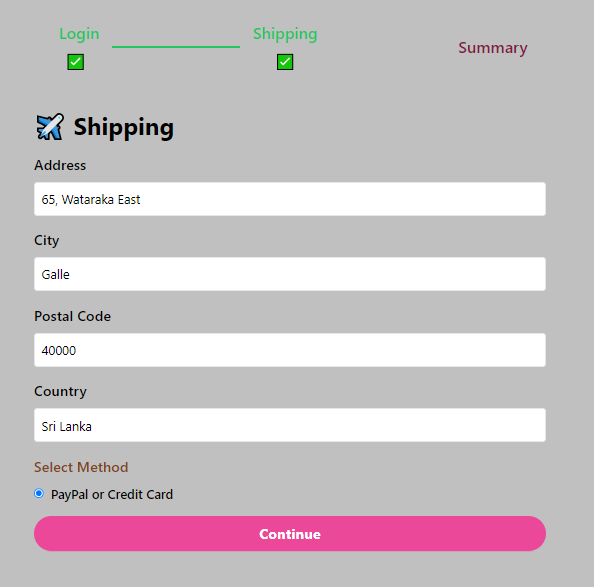 Login
Shipping
Summary
Shipping
Address
65, Wataraka East
City
Galle
Postal Code
40000
Country
Sri Lanka
Select Method
PayPal or Credit Card
Continue